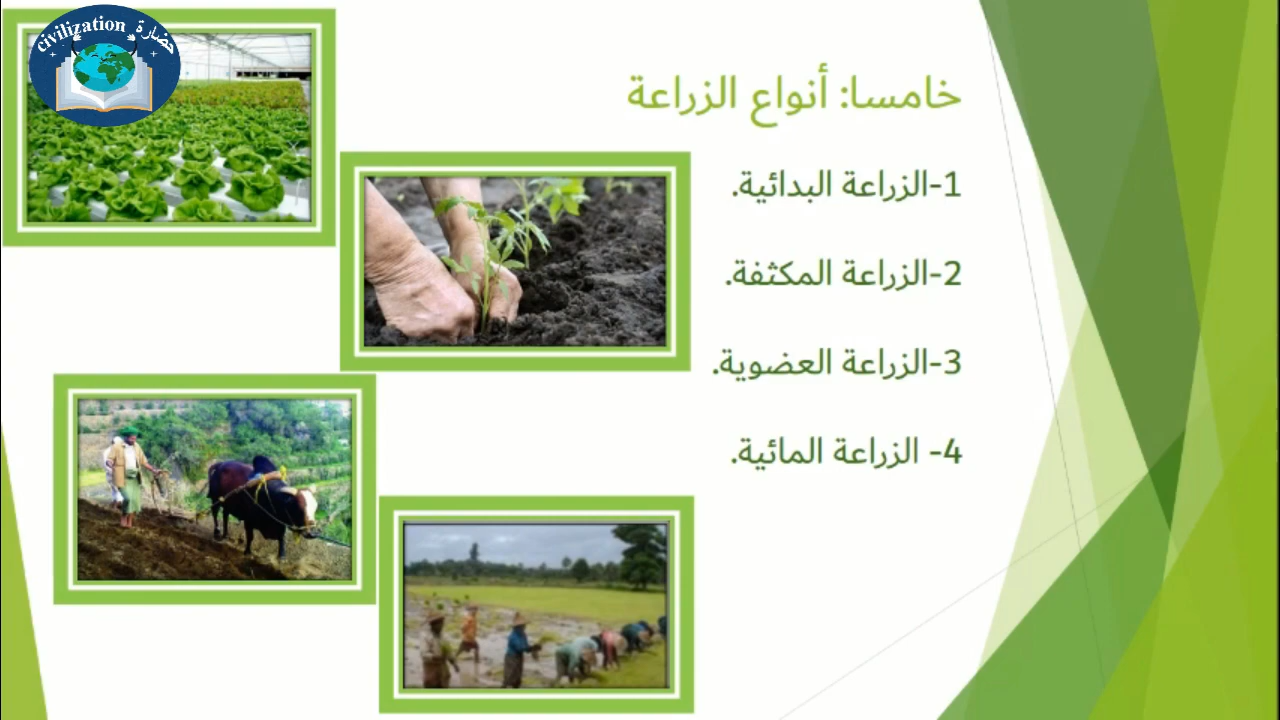 civilization حضارة
خامسا: أنواع الزراعة
1-الزراعة البدائية.
2-الزراعة المكثفة.
3-الزراعة العضوية.
4- الزراعة المائية.